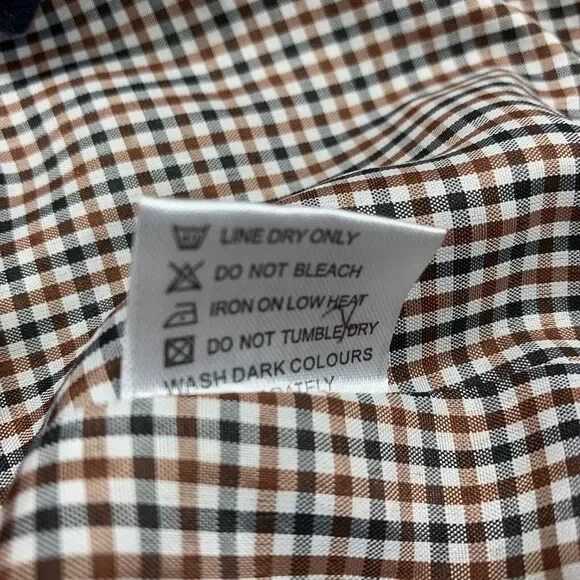 LINE DRY ONLY
DO NOT BLEACH
IRON ON LOW HEAT
DO NOT TUMBLE DRY
WASH DARK COLOURS